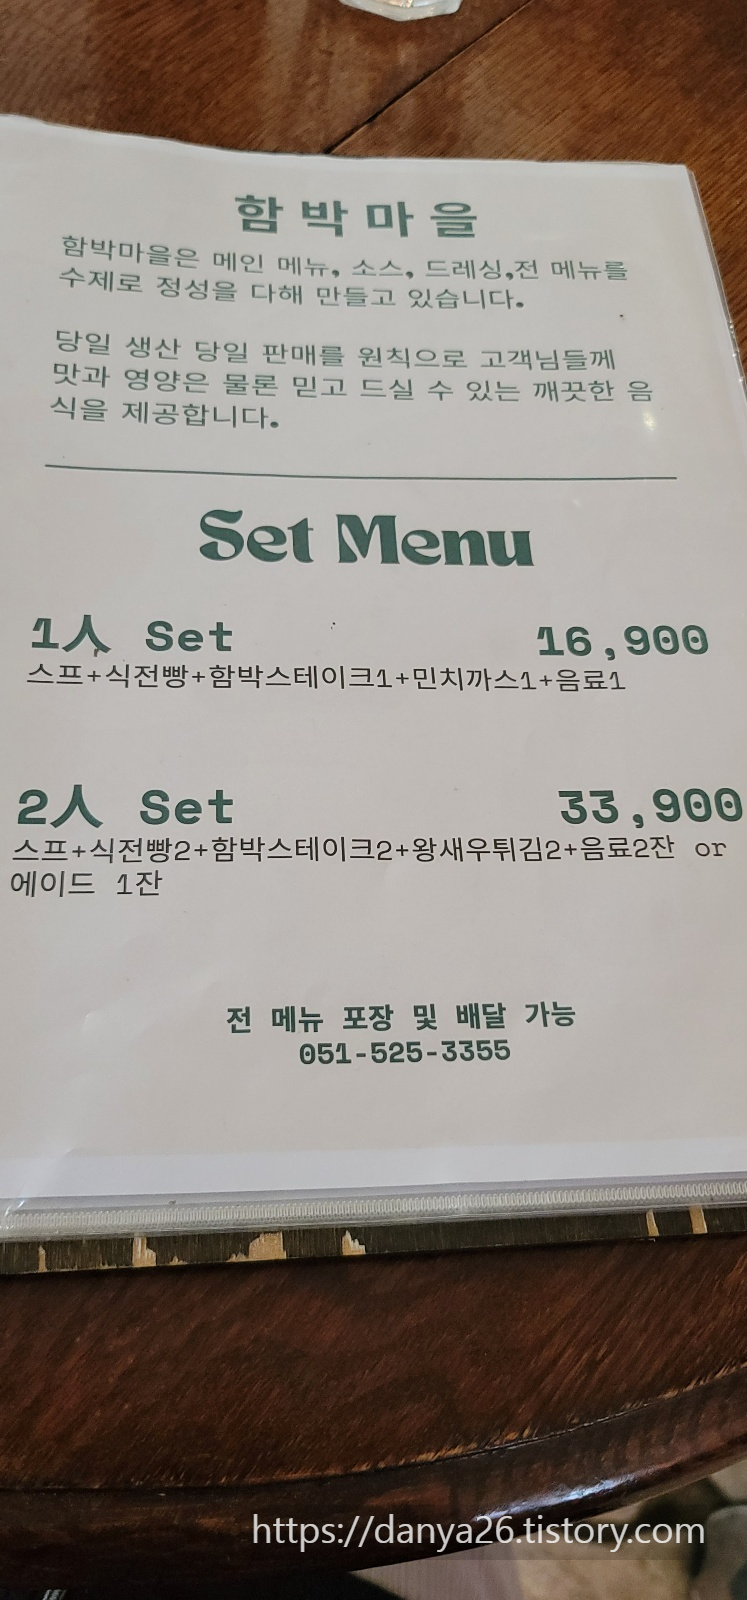 함박마을
함박마을은 메인 메뉴, 소스, 드레싱,전 메뉴를
수제로 정성을 다해 만들고 있습니다.
당일 생산 당일 판매를 원칙으로 고객님들께
맛과 영양은 물론 믿고 드실 수 있는 깨끗한 음
식을 제공합니다.
Set Menu
1人 Set 16,900
스프+식전빵+함박스테이크1+민치까스1+음료1
2人 Set 33,900
스프+식전빵2+함박스테이크2+왕새우튀김2+음료2잔 or
에이드 1잔
전 메뉴 포장 및 배달 가능
051-525-3355
https://danya26.tistory.com